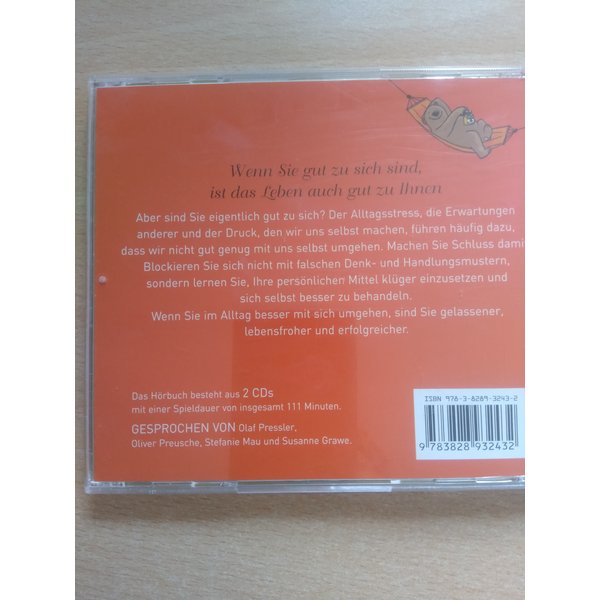 Wenn Sie gut zu sich sind,
ist das Leben auch gut zu Ihnen
Aber sind Sie eigentlich gut zu sich? Der Alltagsstress, die Erwartungen
anderer und der Druck, den wir uns selbst machen, führen häufig dazu,
dass wir nicht gut genug mit uns selbst umgehen. Machen Sie Schluss dami
Blockieren Sie sich nicht mit falschen Denk- und Handlungsmustern,
sondern lernen Sie, Ihre persönlichen Mittel klüger einzusetzen und
sich selbst besser zu behandeln.
Wenn Sie im Alltag besser mit sich umgehen, sind Sie gelassener,
lebensfroher und erfolgreicher.
Das Hörbuch besteht aus 2 CDs
mit einer Spieldauer von insgesamt 111 Minuten.
GESPROCHEN VON Olaf Pressler,
Oliver Preusche, Stefanie Mau und Susanne Grawe.
ISBN 978-3-8289-3243-2
9 783828 932432